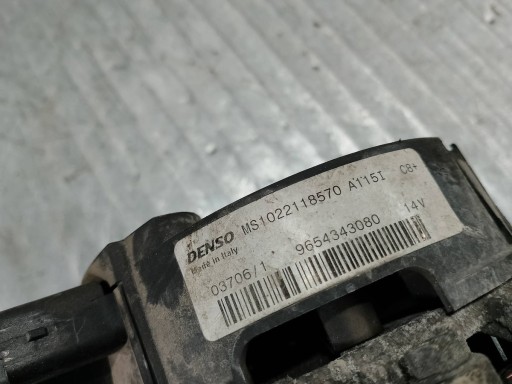 DENSO MS1022118570 A115I C8+
Made in Italy
03706/1 9654343080 14V